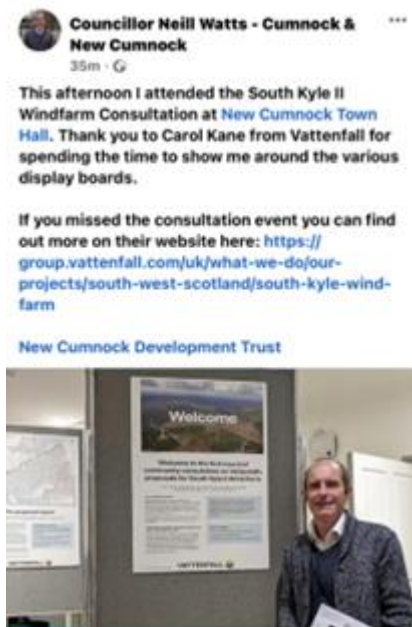 Councillor Neill Watts - Cumnock &
New Cumnock
35m ·
This afternoon I attended the South Kyle II
Windfarm Consultation at New Cumnock Town
Hall. Thank you to Carol Kane from Vattenfall for
spending the time to show me around the various
display boards.
If you missed the consultation event you can find
out more on their website here: https://
group.vattenfall.com/uk/what-we-do/our-
projects/south-west-scotland/south-kyle-wind-
farm
New Cumnock Development Trust
Welcome
VATTENFALL